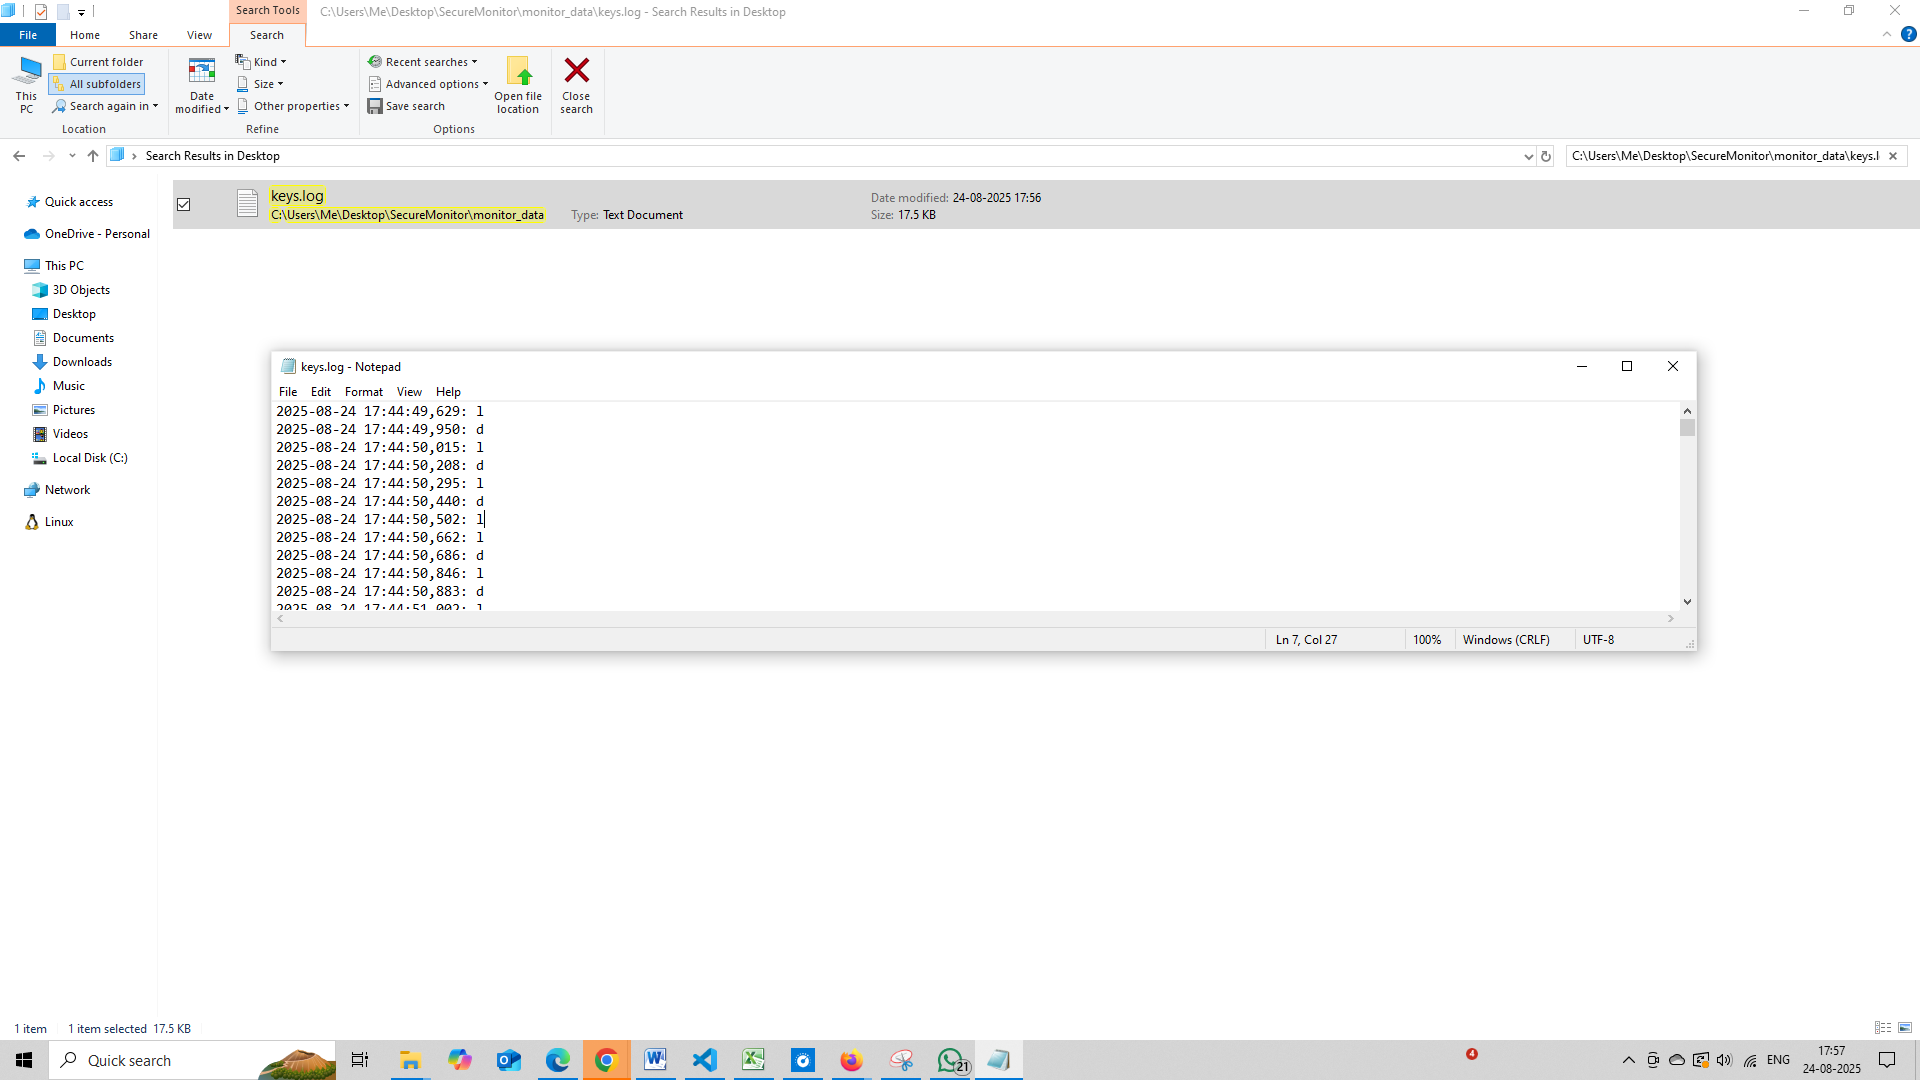 Search Tools
C:\Users\Me\Desktop\SecureMonitor\monitor_data\keys.log - Search Results in Desktop
File
Home
Share
View
Search
This PC
Current folder
All subfolders
Search again in
Location
Date modified
Kind
Size
Other properties
Refine
Recent searches
Advanced options
Save search
Options
Open file location
Close search
Search Results in Desktop
C:\Users\Me\Desktop\SecureMonitor\monitor_data\keys.l
Quick access
OneDrive - Personal
This PC
3D Objects
Desktop
Documents
Downloads
Music
Pictures
Videos
Local Disk (C:)
Network
Linux
keys.log
C:\Users\Me\Desktop\SecureMonitor\monitor_data
Type: Text Document
Date modified: 24-08-2025 17:56
Size: 17.5 KB
keys.log - Notepad
File Edit Format View Help
2025-08-24 17:44:49,629: l
2025-08-24 17:44:49,950: d
2025-08-24 17:44:50,015: l
2025-08-24 17:44:50,208: d
2025-08-24 17:44:50,295: l
2025-08-24 17:44:50,440: d
2025-08-24 17:44:50,502: l
2025-08-24 17:44:50,662: l
2025-08-24 17:44:50,686: d
2025-08-24 17:44:50,846: l
2025-08-24 17:44:50,883: d
2025-08-24 17:44:51,002: l
Ln 7, Col 27
100%
Windows (CRLF)
UTF-8
1 item
1 item selected 17.5 KB
Quick search
21
4
ENG
17:57
24-08-2025